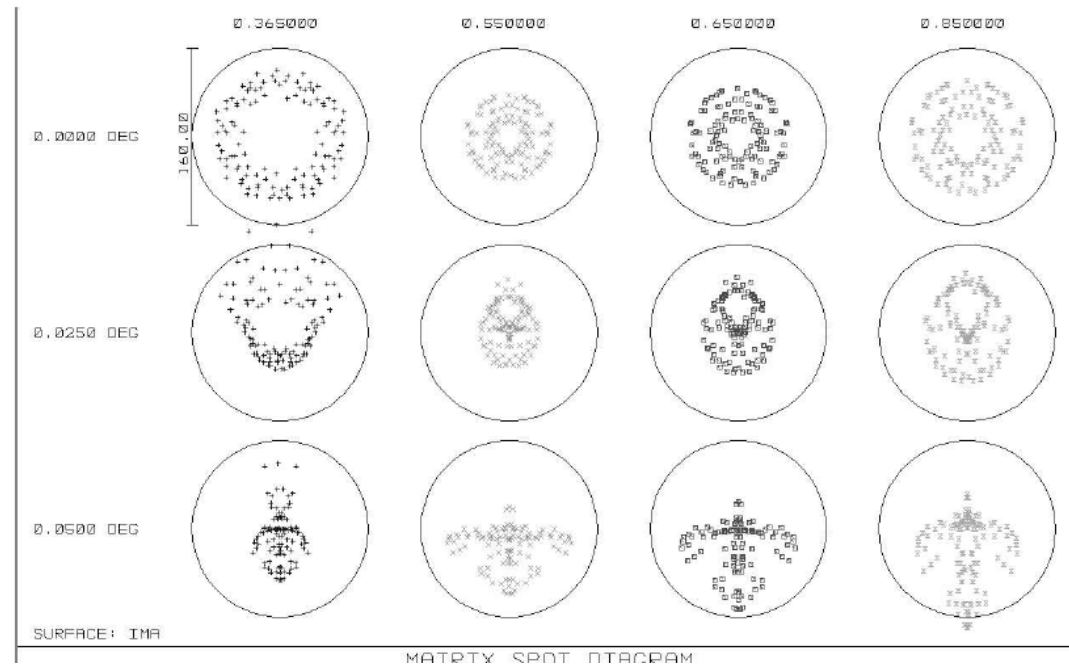 0.365000 0.550000 0.650000 0.850000
0.0000 DEG
160.00
0.0250 DEG
0.0500 DEG
SURFACE: IMA
MATRIX SPOT DIAGRAM